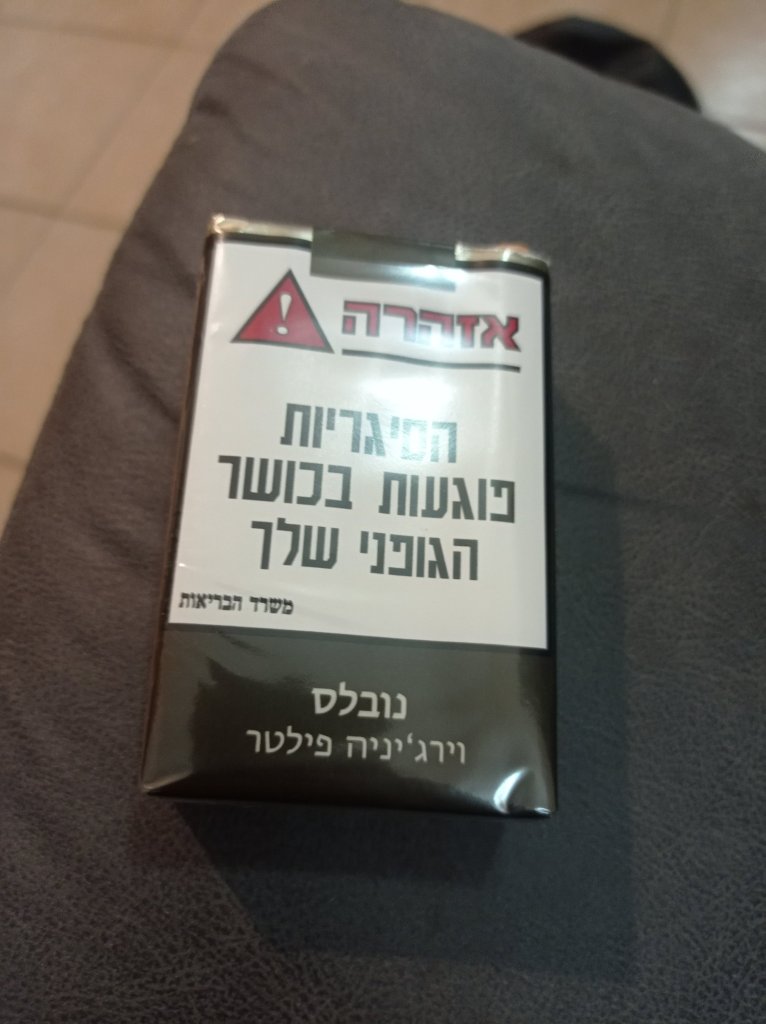 אזהרה
הסיגריות
פוגעות בכושר
הגופני שלך
משרד הבריאות
נובלס
וירג'יניה פילטר